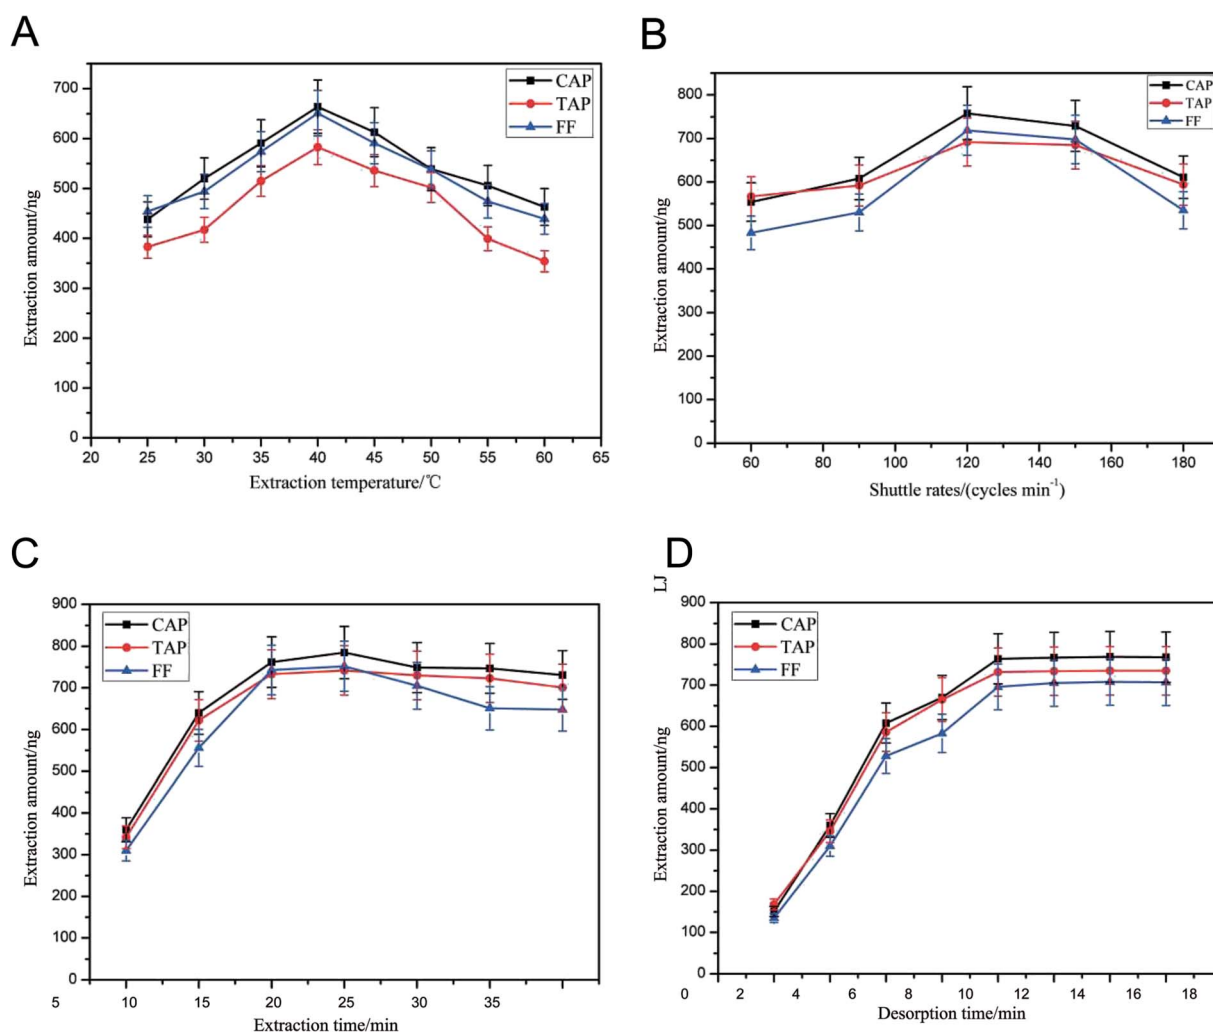 A
700
600
500
400
300
200
100
0
Extraction amount/ng
CAP
TAP
FF
20 25 30 35 40 45 50 55 60 65
Extraction temperature/℃
B
800
700
600
500
400
300
200
100
0
Extraction amount/ng
CAP
TAP
FF
60 80 100 120 140 160 180
Shuttle rates/(cycles min⁻¹)
C
900
800
700
600
500
400
300
200
100
0
Extraction amount/ng
CAP
TAP
FF
5 10 15 20 25 30 35
Extraction time/min
D
LJ
900
800
700
600
500
400
300
200
100
0
Extraction amount/ng
CAP
TAP
FF
0 2 4 6 8 10 12 14 16 18
Desorption time/min